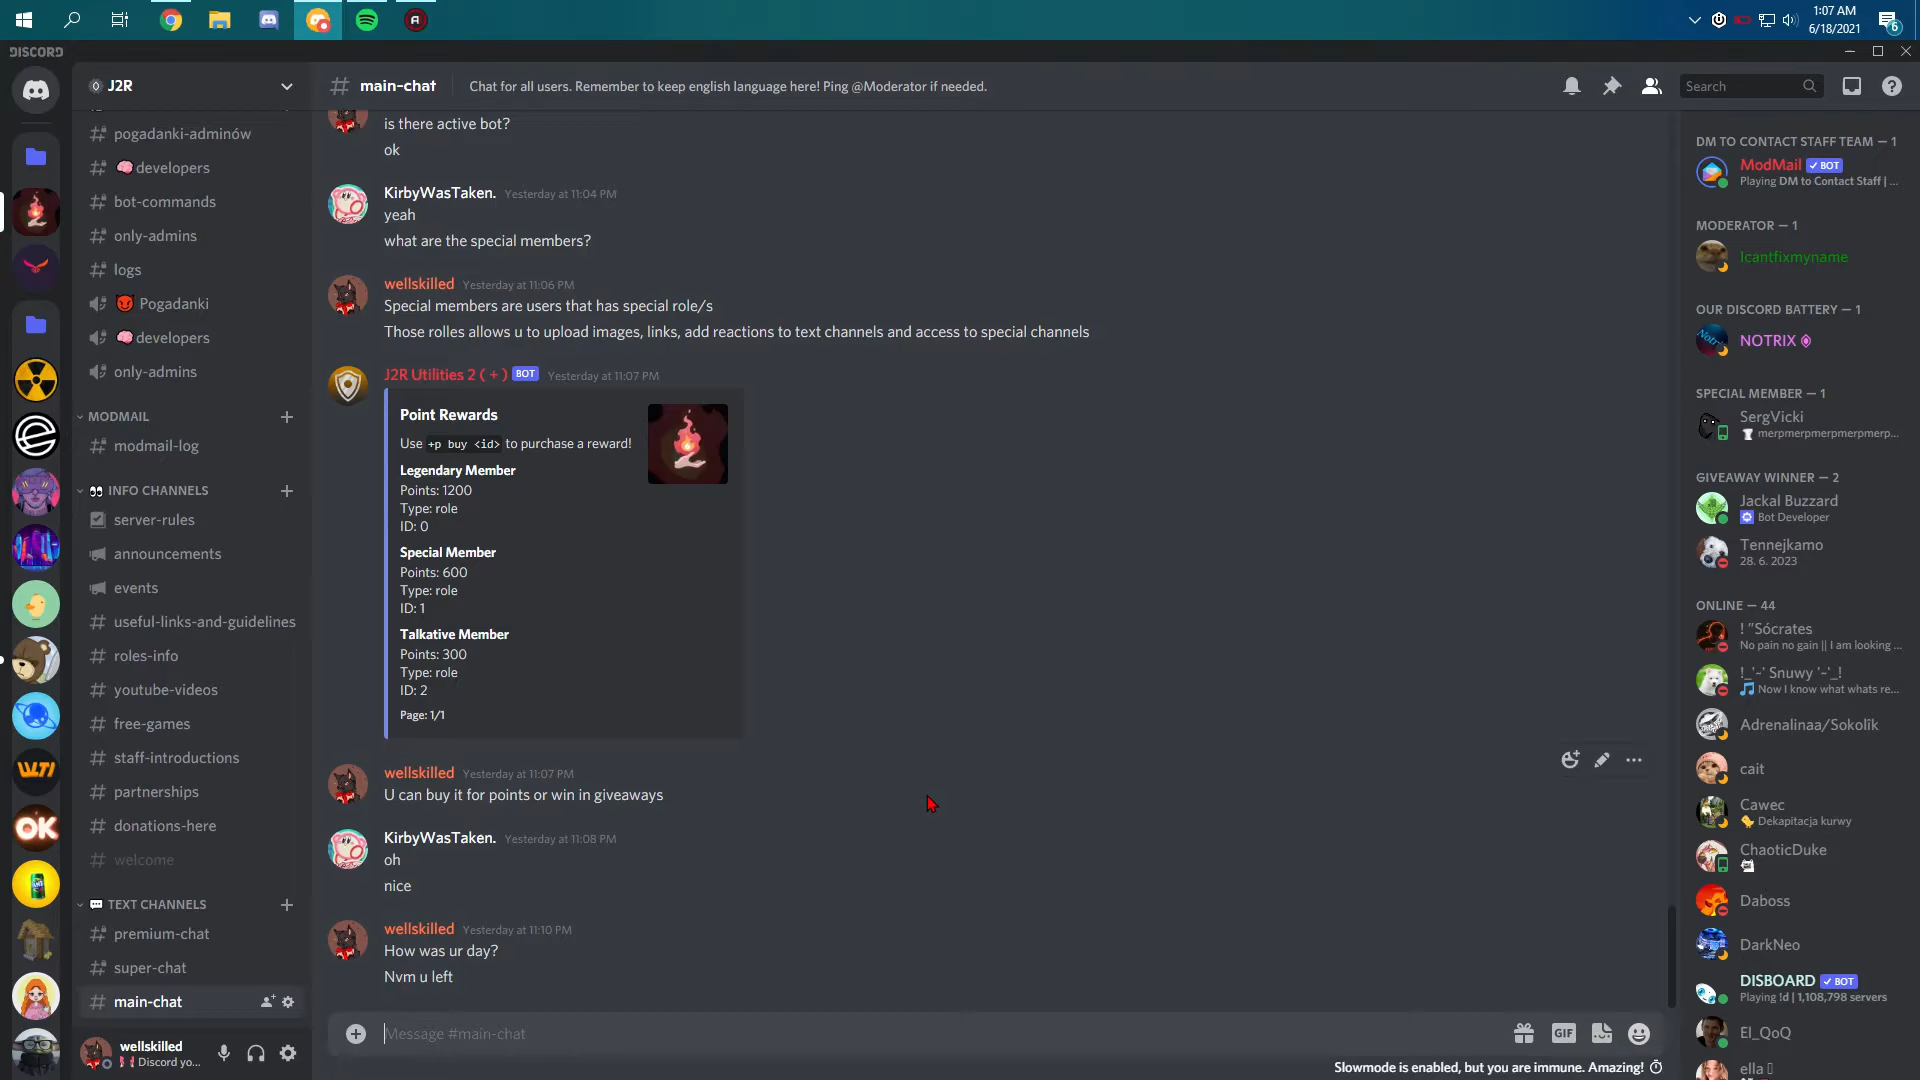 1:07 AM
6/18/2021
6
DISCORD
J2R
pogadanki-adminów
developers
bot-commands
only-admins
logs
Pogadanki
developers
only-admins
MODMAIL
modmail-log
INFO CHANNELS
server-rules
announcements
events
useful-links-and-guidelines
roles-info
youtube-videos
free-games
staff-introductions
partnerships
donations-here
welcome
TEXT CHANNELS
premium-chat
super-chat
main-chat
wellskilled
Discord yo...
ULTI
OK
main-chat
Chat for all users. Remember to keep english language here! Ping @Moderator if needed.
Search
is there active bot?
ok
KirbyWasTaken. Yesterday at 11:04 PM
yeah
what are the special members?
wellskilled Yesterday at 11:06 PM
Special members are users that has special role/s
Those rolles allows u to upload images, links, add reactions to text channels and access to special channels
J2R Utilities 2 ( + ) BOT Yesterday at 11:07 PM
Point Rewards
Use +p buy <id> to purchase a reward!
Legendary Member
Points: 1200
Type: role
ID: 0
Special Member
Points: 600
Type: role
ID: 1
Talkative Member
Points: 300
Type: role
ID: 2
Page: 1/1
wellskilled Yesterday at 11:07 PM
U can buy it for points or win in giveaways
KirbyWasTaken. Yesterday at 11:08 PM
oh
nice
wellskilled Yesterday at 11:10 PM
How was ur day?
Nvm u left
Message #main-chat
GIF
Slowmode is enabled, but you are immune. Amazing!
DM TO CONTACT STAFF TEAM — 1
ModMail BOT
Playing DM to Contact Staff | ...
MODERATOR — 1
Icantfixmyname
OUR DISCORD BATTERY — 1
NOTRIX
SPECIAL MEMBER — 1
SergVicki
merpmerpmerpmerpmerp...
GIVEAWAY WINNER — 2
Jackal Buzzard
Bot Developer
Tennejkamo
28. 6. 2023
ONLINE — 44
! "Sócrates
No pain no gain || I am looking ...
!_'~' Snuwy '~'_!
Now I know what whats re...
Adrenalinaa/Sokolîk
cait
Cawec
Dekapitacja kurwy
ChaoticDuke
Daboss
DarkNeo
DISBOARD BOT
Playing !d | 1,108,798 servers
El_QoQ
ella